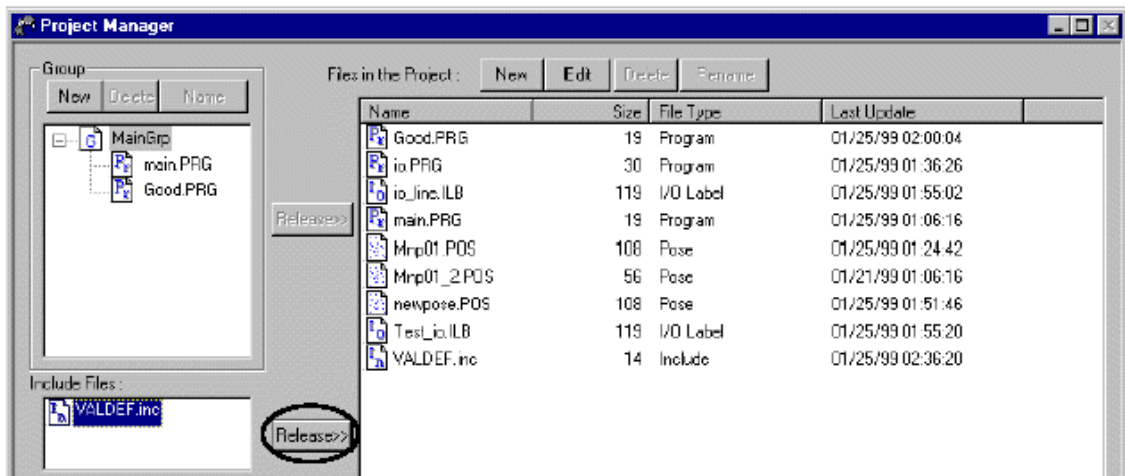 Project Manager
Group
Files in the Project : New Edit Delete Rename
New Delete Name
Name Size File Type Last Update
MainGrp
main.PRG
Good.PRG
Good.PRG 19 Program 01/25/99 02:00:04
io.PRG 30 Program 01/25/99 01:36:26
io_line.ILB 119 I/O Label 01/25/99 01:55:02
Release>> main.PRG 19 Program 01/25/99 01:06:16
Mnp01.POS 108 Pose 01/25/99 01:24:42
Mnp01_2.POS 56 Pose 01/21/99 01:06:16
newpose.POS 108 Pose 01/25/99 01:51:46
Test_io.ILB 119 I/O Label 01/25/99 01:55:20
VALDEF.inc 14 Include 01/25/99 02:36:20
Include Files :
VALDEF.inc
Release>>